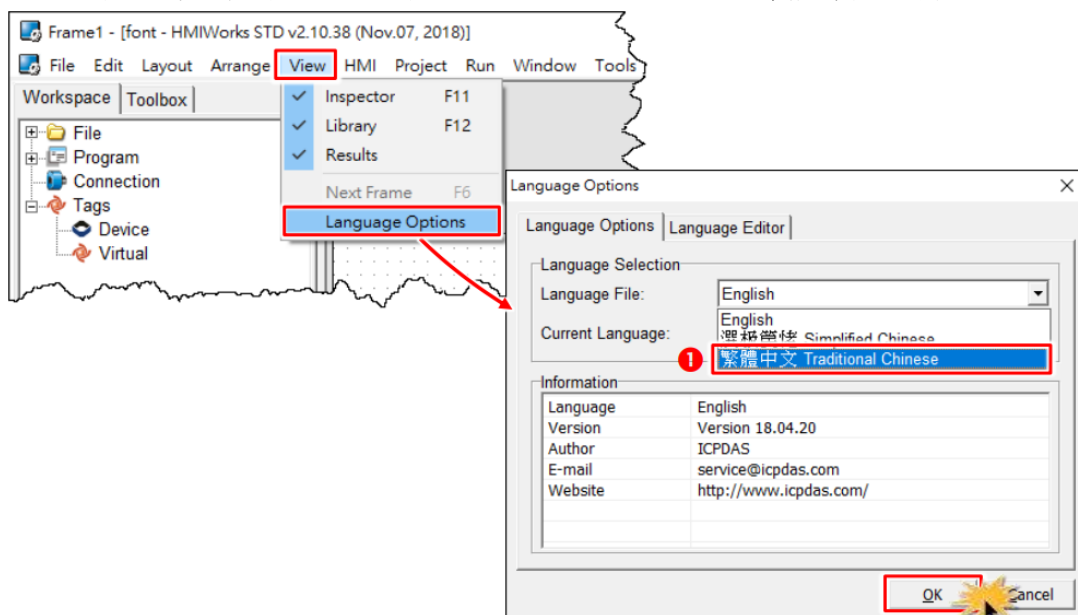 Frame1 - [font - HMIWorks STD v2.10.38 (Nov.07, 2018)]
File Edit Layout Arrange View HMI Project Run Window Tools
Workspace Toolbox
File
Program
Connection
Tags
Device
Virtual
Inspector F11
Library F12
Results
Next Frame F6
Language Options
Language Options
Language Options Language Editor
Language Selection
Language File: English
Current Language:
English
Simplified Chinese
1 繁體中文 Traditional Chinese
Information
Language English
Version Version 18.04.20
Author ICPDAS
E-mail service@icpdas.com
Website http://www.icpdas.com/
OK Cancel